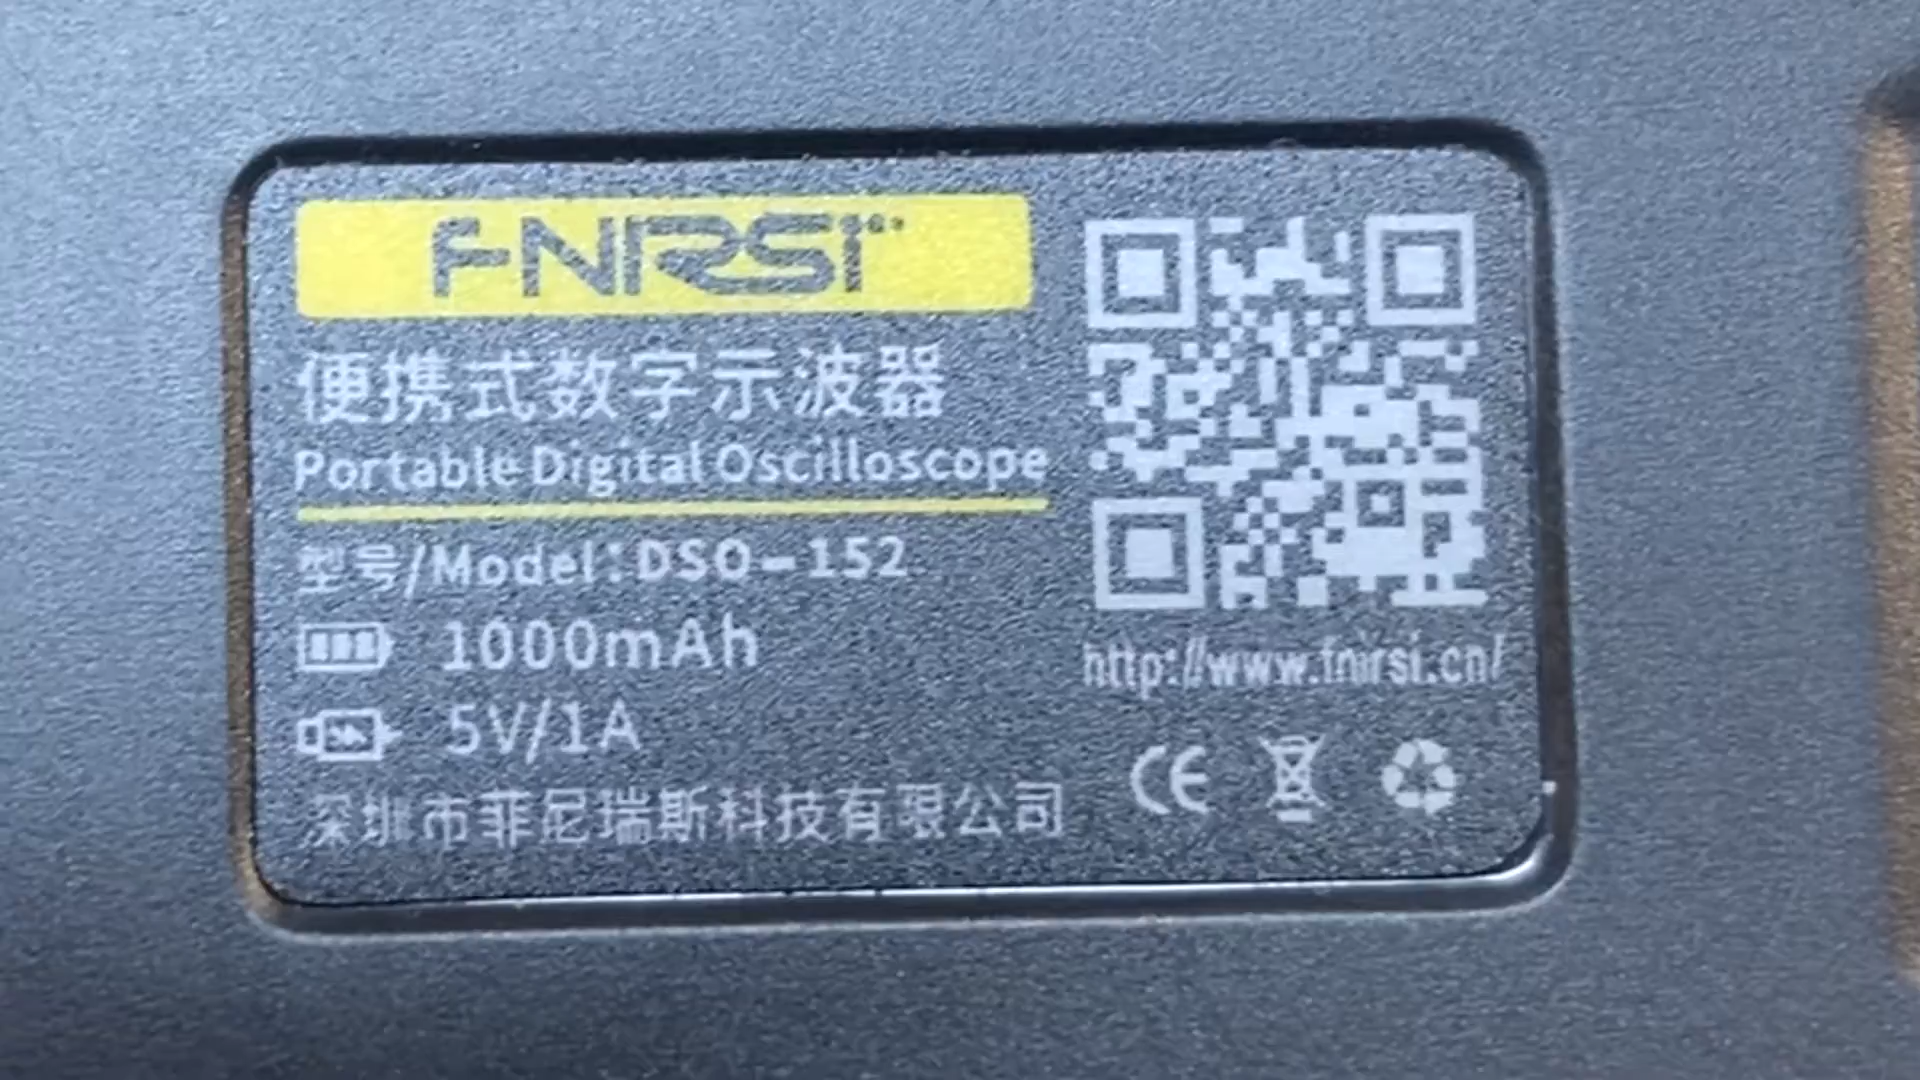 FNIRSI
便携式数字示波器
Portable Digital Oscilloscope
型号/Model:DSO-152
1000mAh
5V/1A
深圳市菲尼瑞斯科技有限公司
http://www.fnirsi.cn/
CE